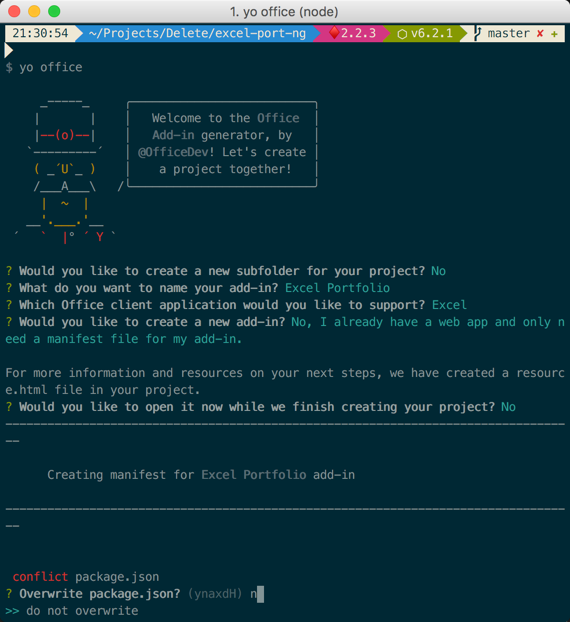 1. yo office (node)
21:30:54 ~/Projects/Delete/excel-port-ng 2.2.3 v6.2.1 master ✘ +
$ yo office
_-----_
|       |    Welcome to the Office
|--(o)--|    Add-in generator, by
`---------´   @OfficeDev! Let's create
( _´U`_ )    a project together!
/___A___\   /
|  ~  |
__'.___.'__
´   `  |° ´ Y `
? Would you like to create a new subfolder for your project? No
? What do you want to name your add-in? Excel Portfolio
? Which Office client application would you like to support? Excel
? Would you like to create a new add-in? No, I already have a web app and only n
eed a manifest file for my add-in.
For more information and resources on your next steps, we have created a resourc
e.html file in your project.
? Would you like to open it now while we finish creating your project? No
--------------------------------------------------------------------------------
--
Creating manifest for Excel Portfolio add-in
--------------------------------------------------------------------------------
--
conflict package.json
? Overwrite package.json? (ynaxdH) n
>> do not overwrite